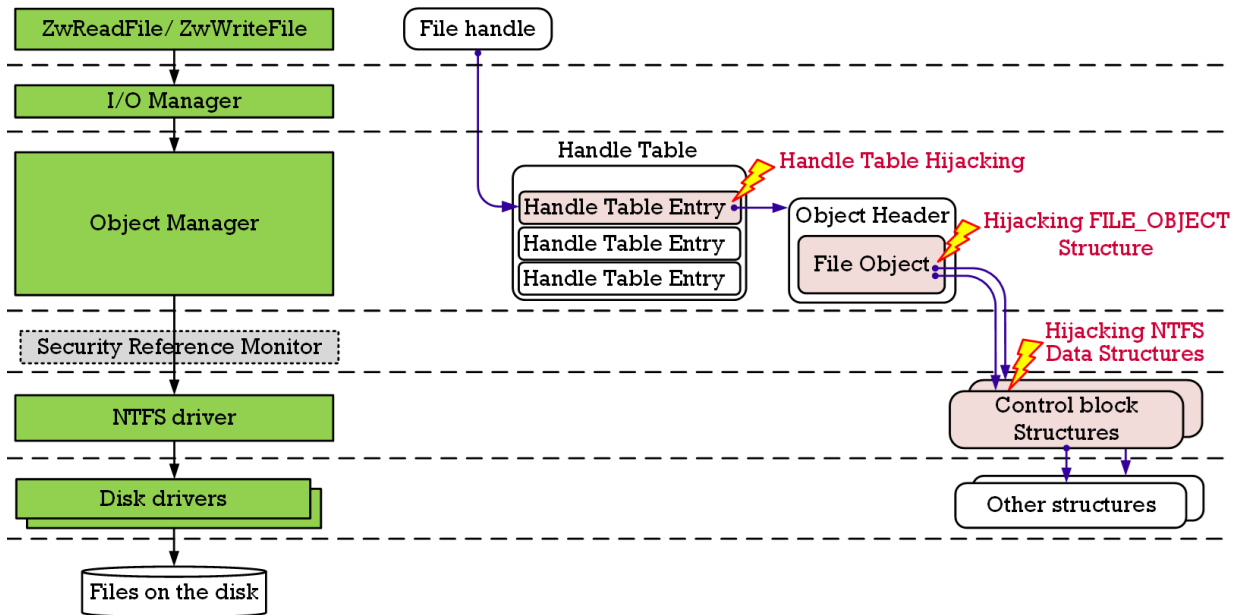 ZwReadFile/ ZwWriteFile
File handle
I/O Manager
Object Manager
Handle Table
Handle Table Hijacking
Handle Table Entry
Handle Table Entry
Handle Table Entry
Object Header
File Object
Hijacking FILE_OBJECT
Structure
Security Reference Monitor
Hijacking NTFS
Data Structures
NTFS driver
Control block
Structures
Disk drivers
Other structures
Files on the disk